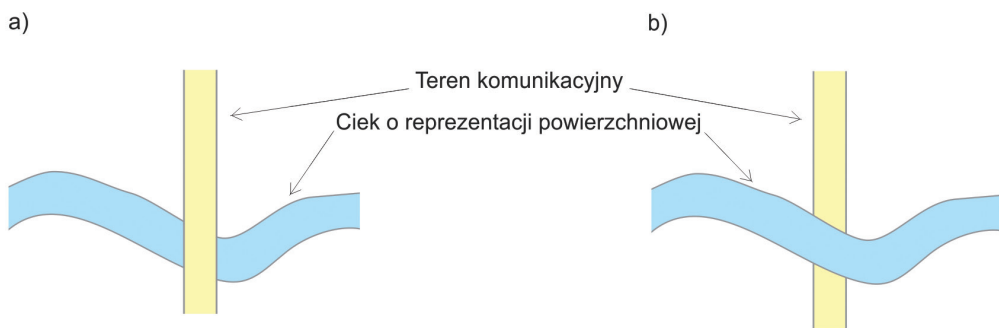 a)
b)
Teren komunikacyjny
Ciek o reprezentacji powierzchniowej